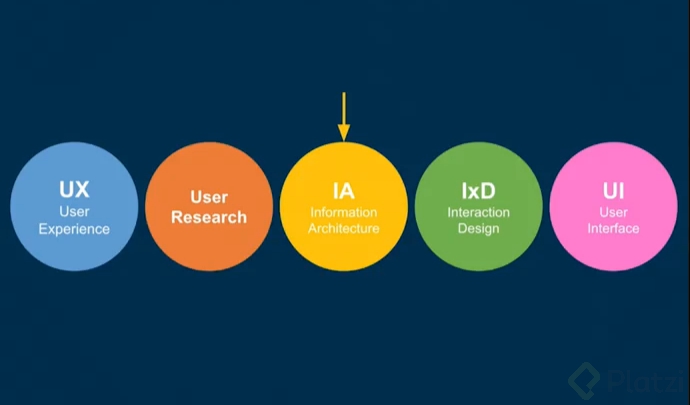 UX
User
Experience
User
Research
IA
Information
Architecture
IxD
Interaction
Design
UI
User
Interface
Platzi